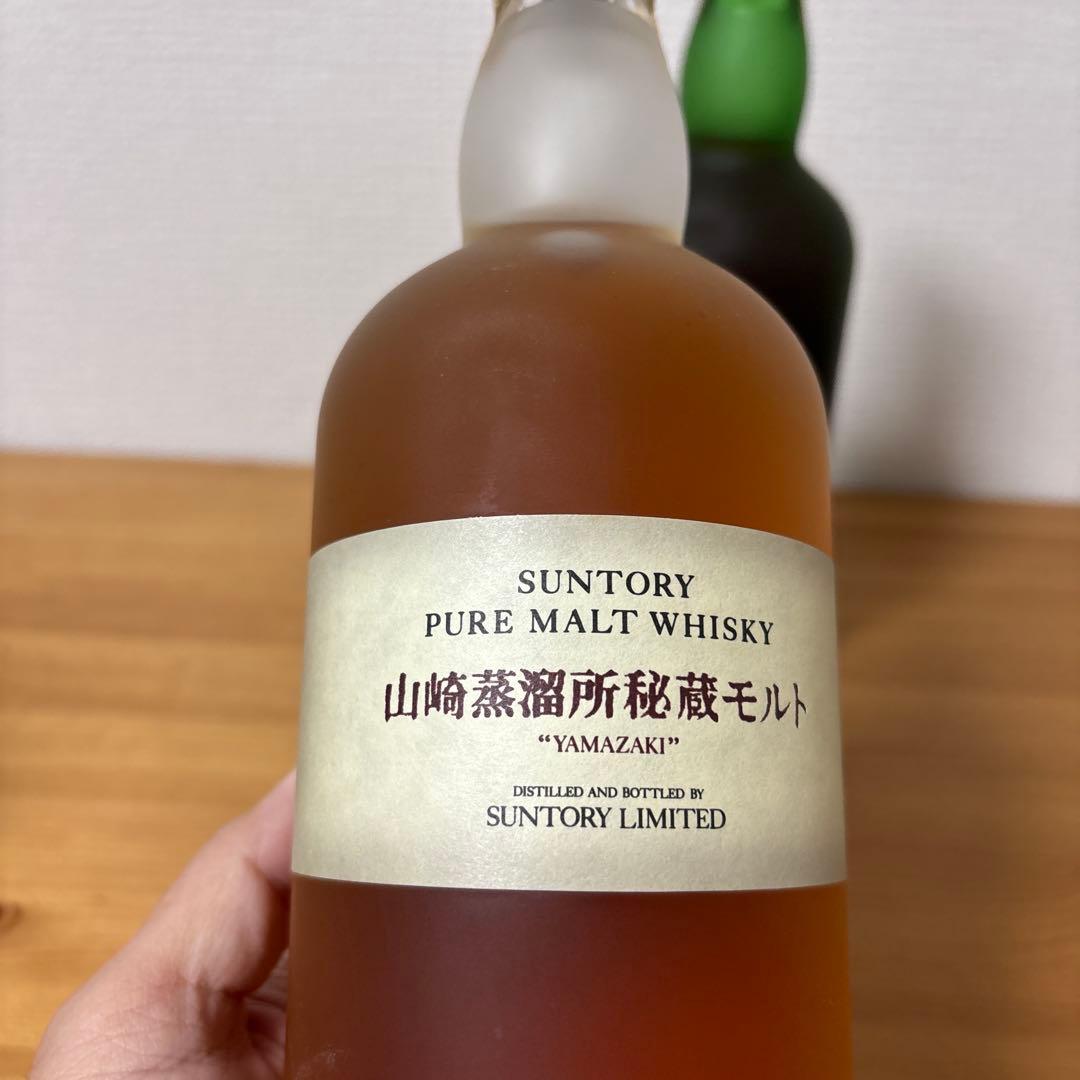 SUNTORY
PURE MALT WHISKY
山崎蒸溜所秘蔵モルト
“YAMAZAKI”
DISTILLED AND BOTTLED BY
SUNTORY LIMITED